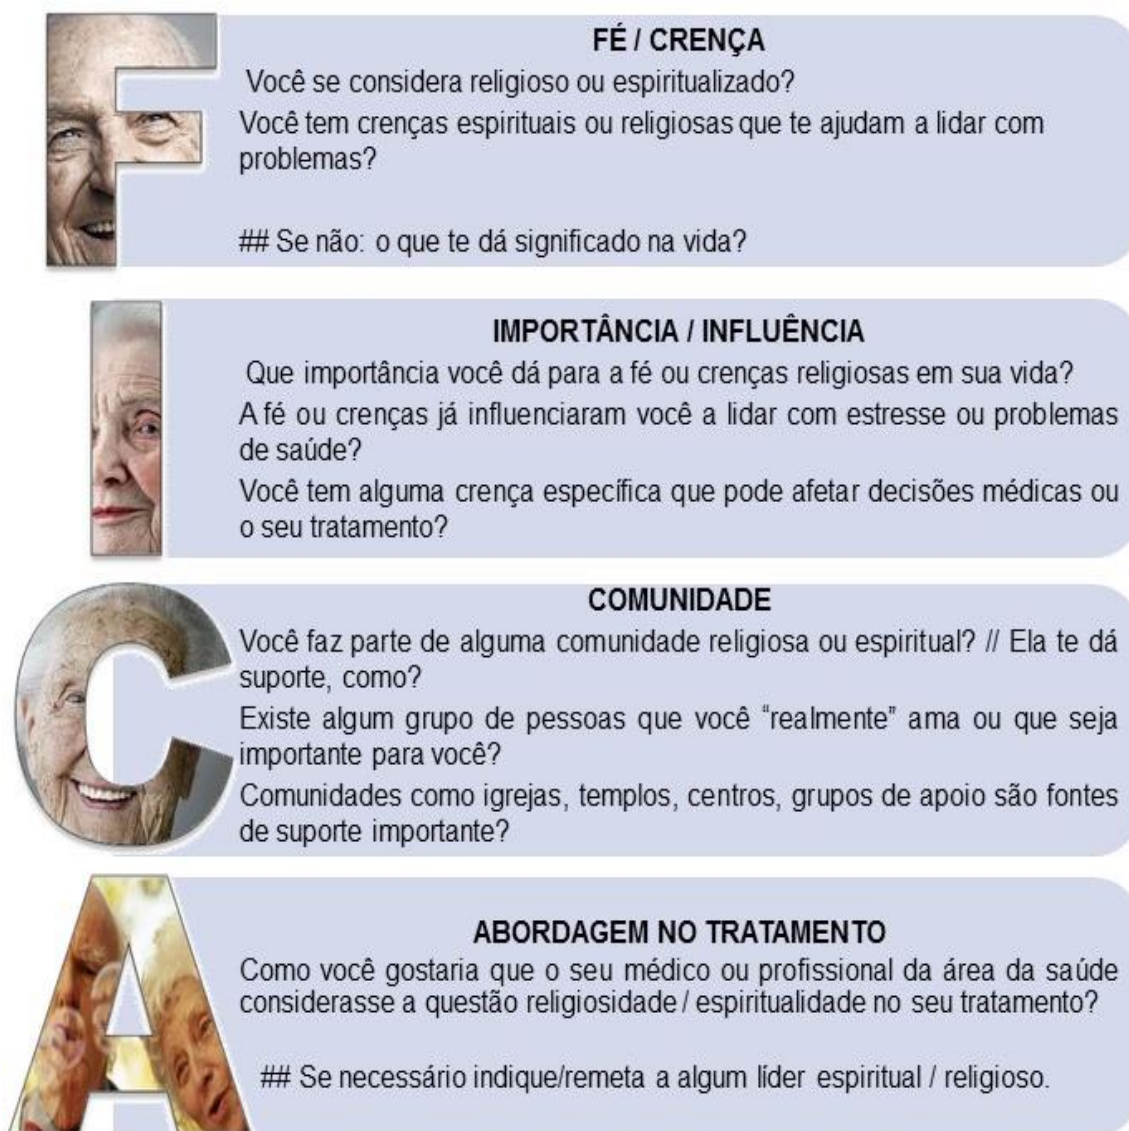 F
FÉ / CRENÇA
Você se considera religioso ou espiritualizado?
Você tem crenças espirituais ou religiosas que te ajudam a lidar com
problemas?
## Se não: o que te dá significado na vida?
I
IMPORTÂNCIA / INFLUÊNCIA
Que importância você dá para a fé ou crenças religiosas em sua vida?
A fé ou crenças já influenciaram você a lidar com estresse ou problemas
de saúde?
Você tem alguma crença específica que pode afetar decisões médicas ou
o seu tratamento?
C
COMUNIDADE
Você faz parte de alguma comunidade religiosa ou espiritual? // Ela te dá
suporte, como?
Existe algum grupo de pessoas que você “realmente” ama ou que seja
importante para você?
Comunidades como igrejas, templos, centros, grupos de apoio são fontes
de suporte importante?
A
ABORDAGEM NO TRATAMENTO
Como você gostaria que o seu médico ou profissional da área da saúde
considerasse a questão religiosidade / espiritualidade no seu tratamento?
## Se necessário indique/remeta a algum líder espiritual / religioso.